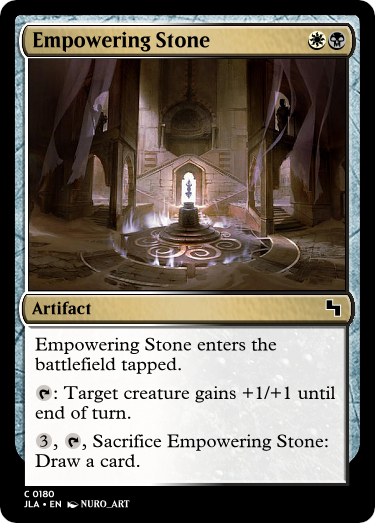 Empowering Stone
Artifact
Empowering Stone enters the
battlefield tapped.
: Target creature gains +1/+1 until
end of turn.
3, , Sacrifice Empowering Stone:
Draw a card.
C 0180
JLA • EN NURO_ART